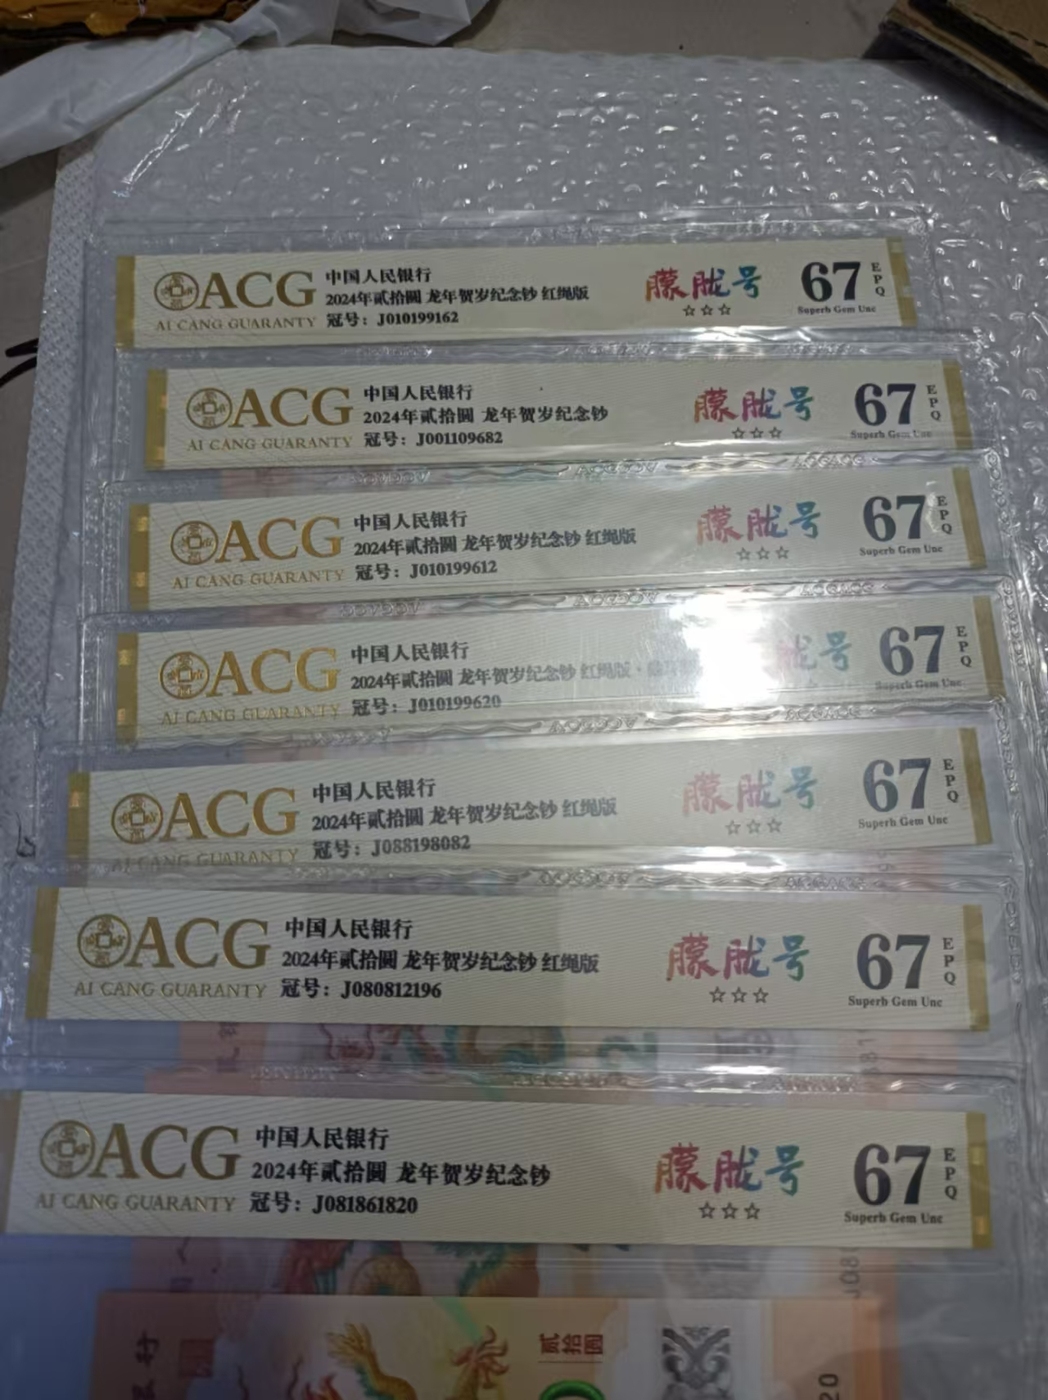 ACG
AI CANG GUARANTY
中国人民银行
2024年贰拾圆 龙年贺岁纪念钞 红绳版
冠号：J010199162
朦胧号
☆☆☆
67
EPQ
Superb Gem Unc
ACG
AI CANG GUARANTY
中国人民银行
2024年贰拾圆 龙年贺岁纪念钞
冠号：J001109682
朦胧号
☆☆☆
67
EPQ
Superb Gem Unc
ACG
AI CANG GUARANTY
中国人民银行
2024年贰拾圆 龙年贺岁纪念钞 红绳版
冠号：J010199612
朦胧号
☆☆☆
67
EPQ
Superb Gem Unc
ACG
AI CANG GUARANTY
中国人民银行
2024年贰拾圆 龙年贺岁纪念钞 红绳版
冠号：J010199620
胧号
67
EPQ
Superb Gem Unc
ACG
AI CANG GUARANTY
中国人民银行
2024年贰拾圆 龙年贺岁纪念钞 红绳版
冠号：J088198082
朦胧号
☆☆☆
67
EPQ
Superb Gem Unc
ACG
AI CANG GUARANTY
中国人民银行
2024年贰拾圆 龙年贺岁纪念钞 红绳版
冠号：J080812196
朦胧号
☆☆☆
67
EPQ
Superb Gem Unc
ACG
AI CANG GUARANTY
中国人民银行
2024年贰拾圆 龙年贺岁纪念钞
冠号：J081861820
朦胧号
☆☆☆
67
EPQ
Superb Gem Unc
贰拾圆
20